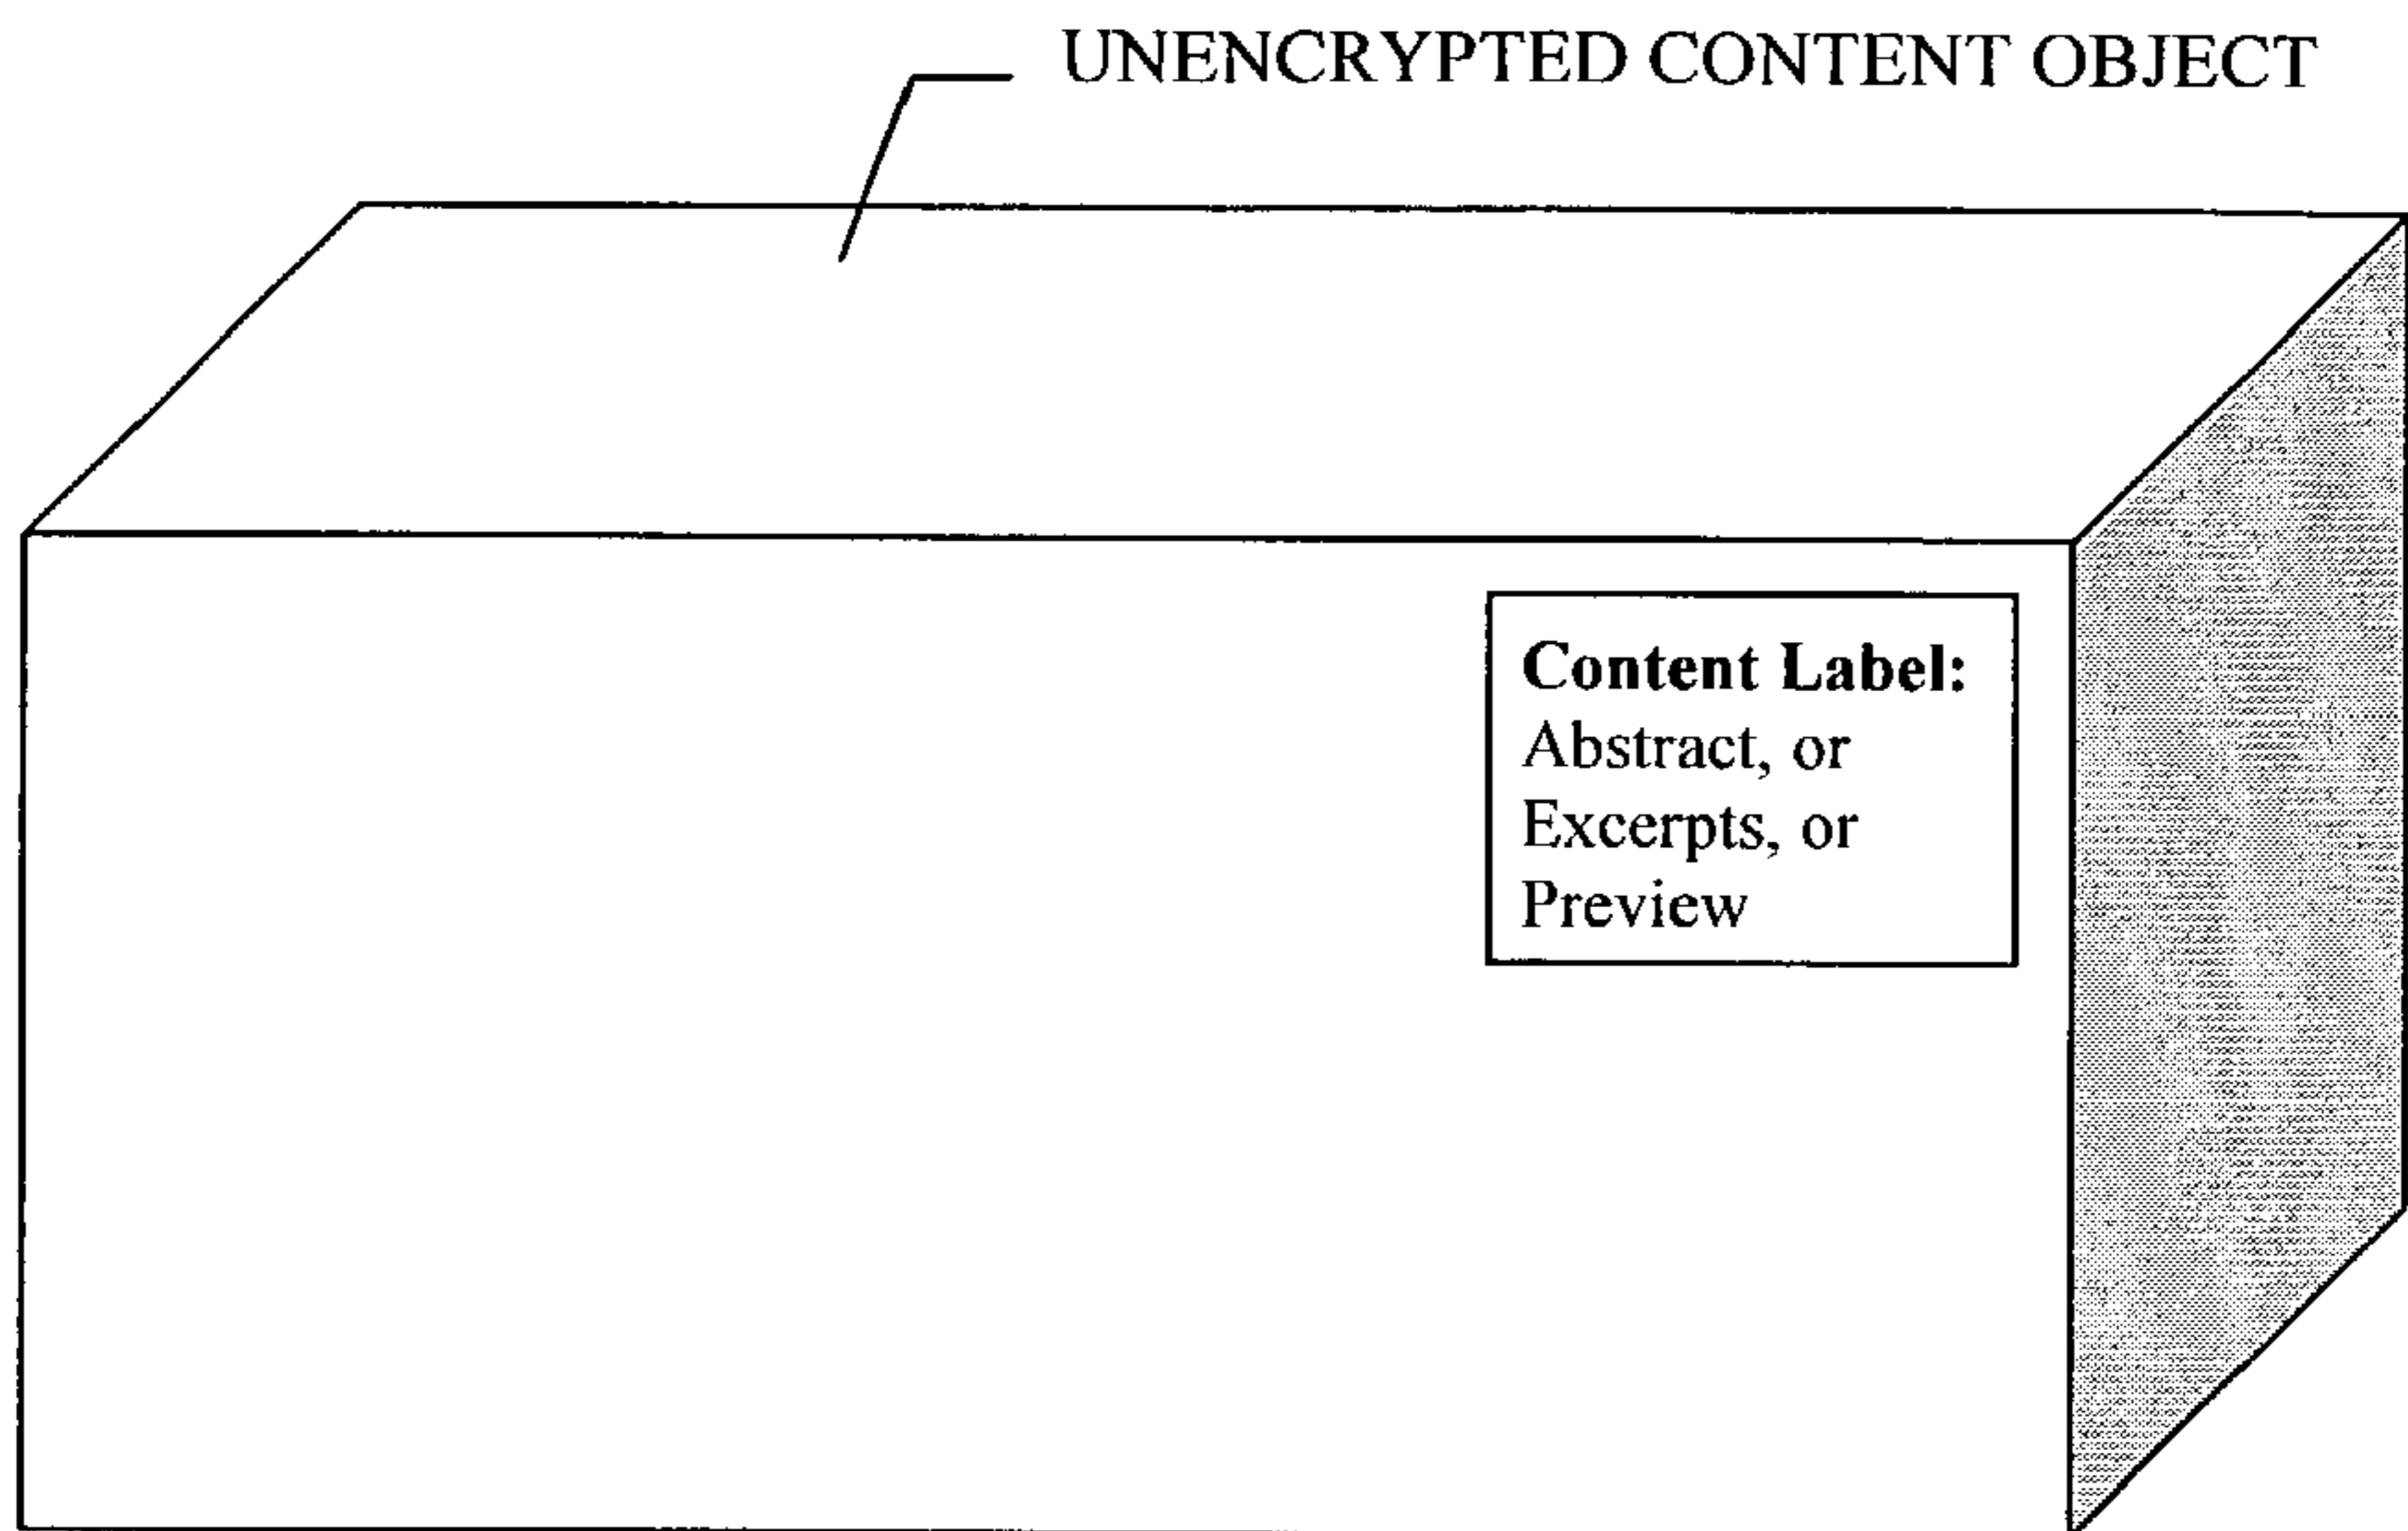 UNENCRYPTED CONTENT OBJECT
Content Label:
Abstract, or
Excerpts, or
Preview